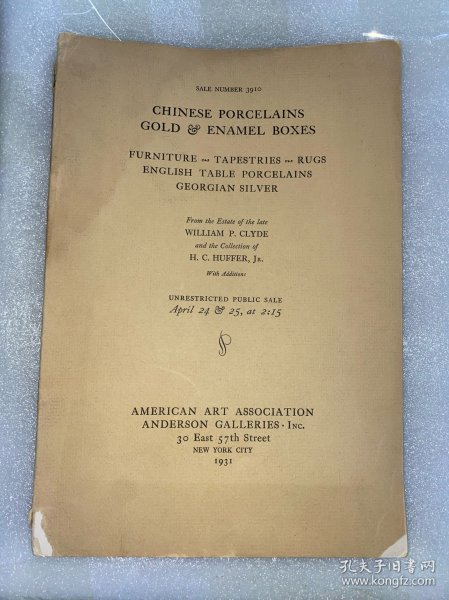 SALE NUMBER 3910
CHINESE PORCELAINS
GOLD & ENAMEL BOXES
FURNITURE ~ TAPESTRIES ~ RUGS
ENGLISH TABLE PORCELAINS
GEORGIAN SILVER
From the Estate of the late
WILLIAM P. CLYDE
and the Collection of
H. C. HUFFER, JR.
With Additions
UNRESTRICTED PUBLIC SALE
April 24 & 25, at 2:15
AMERICAN ART ASSOCIATION
ANDERSON GALLERIES · INC.
30 East 57th Street
NEW YORK CITY
1931
孔夫子旧书网
www.kongfz.com